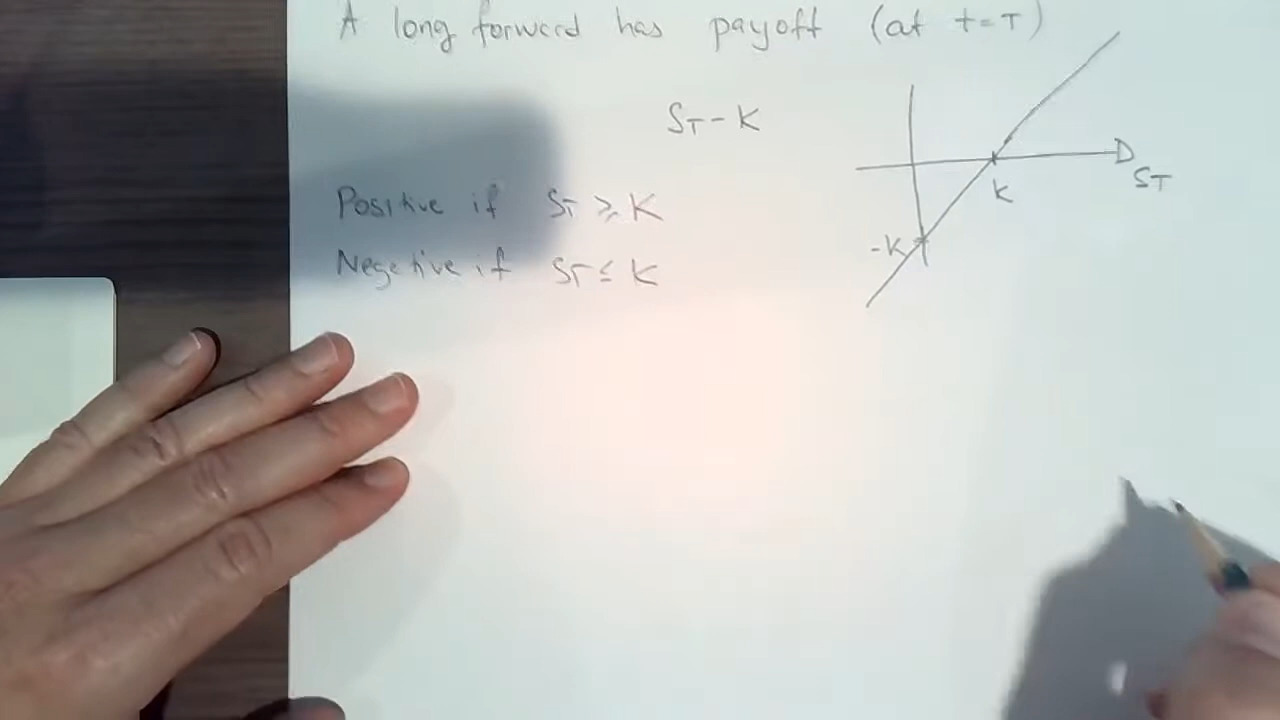 A long forward has payoff (at t=T)
ST - K
Positive if ST ≥ K
Negative if ST ≤ K
K
ST
-K